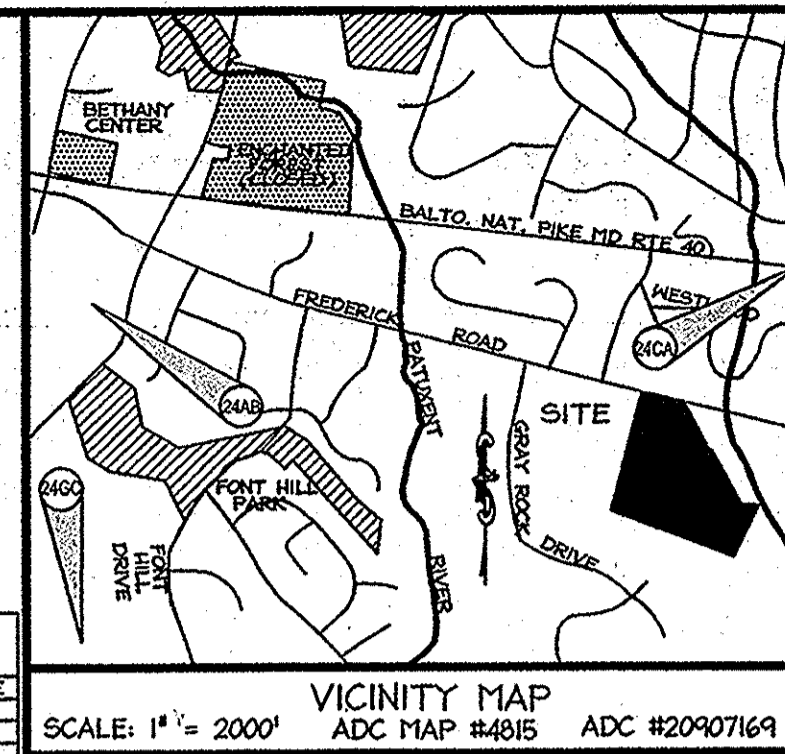 BETHANY
CENTER
ENCHANTED
FOREST
(CLOSED)
BALTO. NAT. PIKE MD RTE 40
FREDERICK
ROAD
24CA
PATUXENT
RIVER
24AB
SITE
GRAY ROCK
DRIVE
24GC
FONT HILL
PARK
FONT
HILL
DRIVE
VICINITY MAP
SCALE: 1" = 2000' ADC MAP #4815 ADC #20907169